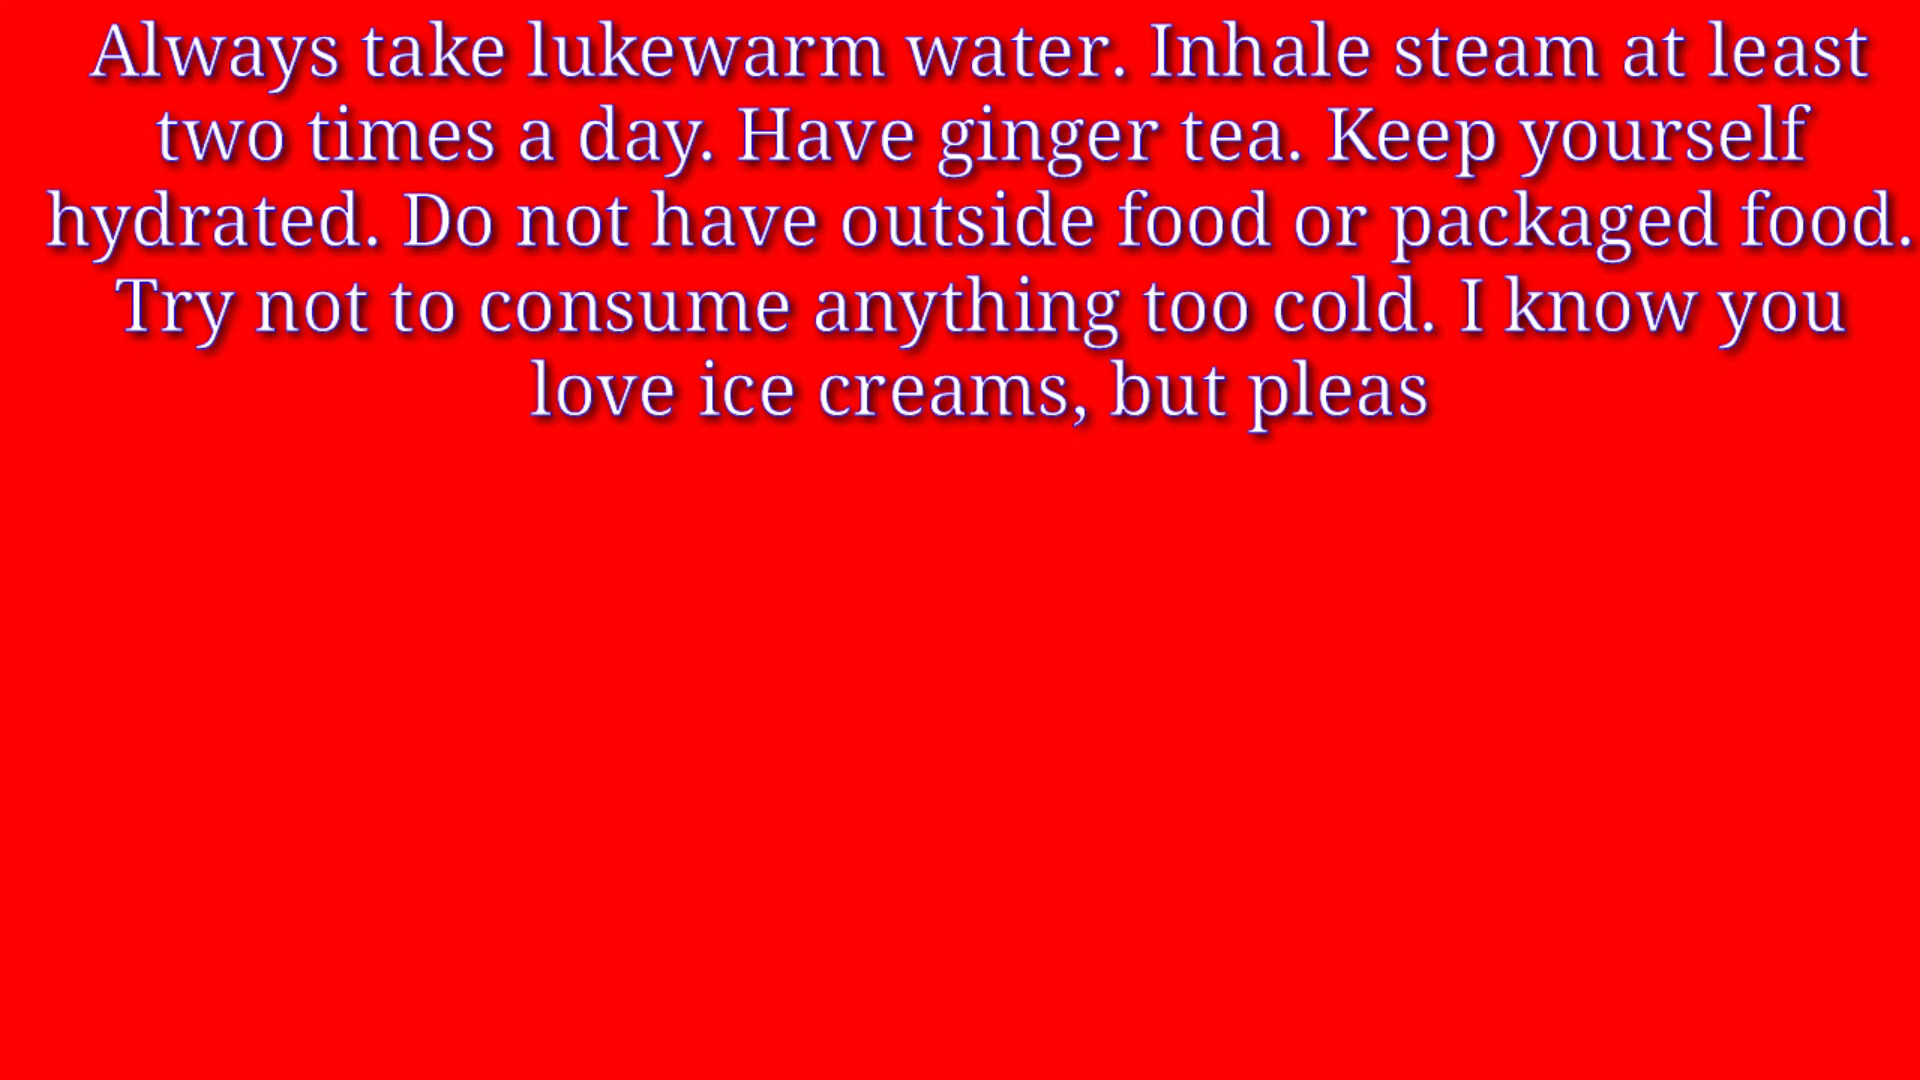 Always take lukewarm water. Inhale steam at least
two times a day. Have ginger tea. Keep yourself
hydrated. Do not have outside food or packaged food.
Try not to consume anything too cold. I know you
love ice creams, but pleas